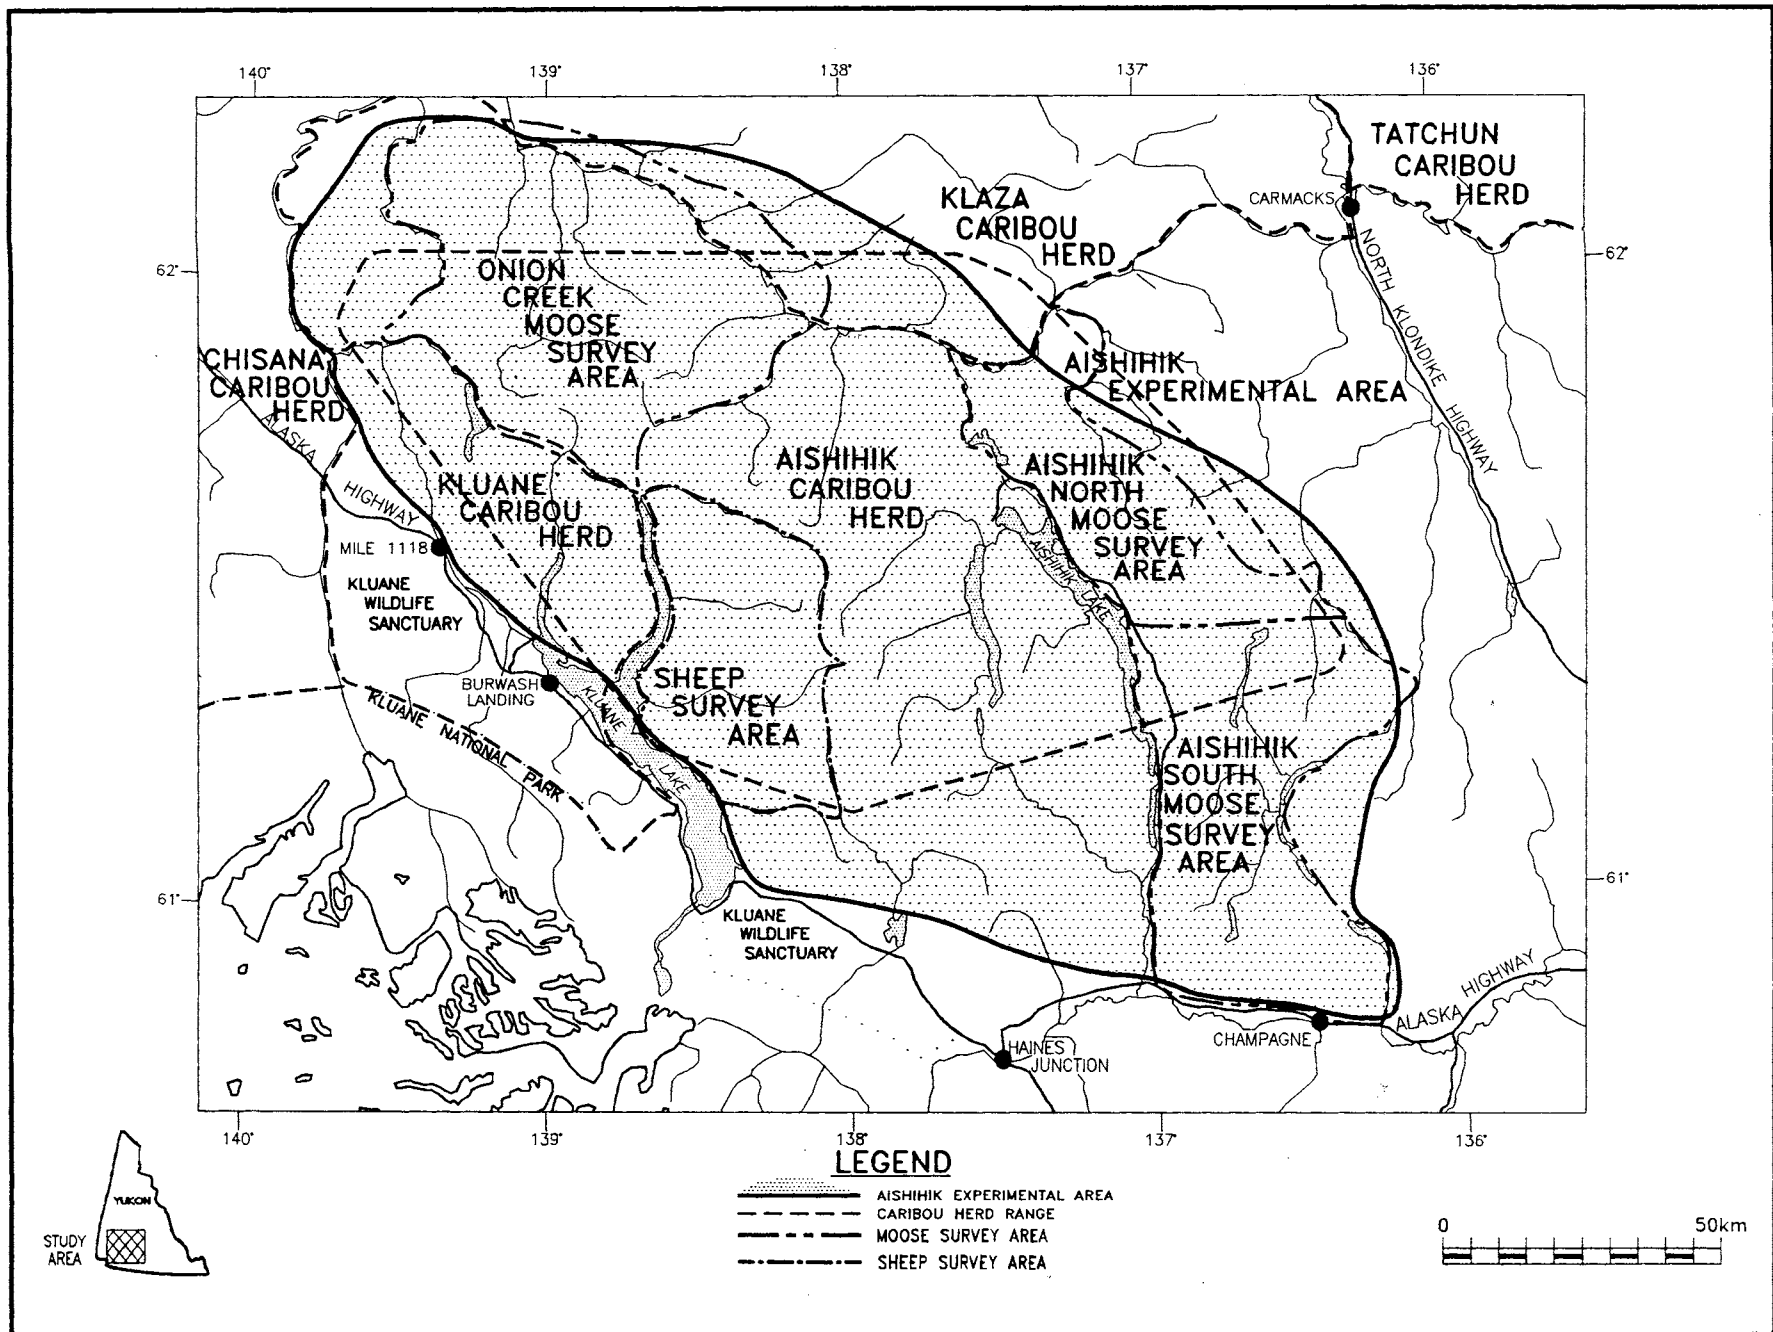 140°
139°
138°
137°
136°
TATCHUN
CARIBOU
HERD
CARMACKS
KLAZA
CARIBOU
HERD
62°
62°
NORTH KLONDIKE HIGHWAY
ONION
CREEK
MOOSE
SURVEY
AREA
CHISANA
CARIBOU
HERD
ALASKA
HIGHWAY
AISHIHIK
EXPERIMENTAL AREA
AISHIHIK
CARIBOU
HERD
AISHIHIK
NORTH
MOOSE
SURVEY
AREA
KLUANE
CARIBOU
HERD
MILE 1118
AISHIHIK LAKE
KLUANE
WILDLIFE
SANCTUARY
BURWASH
LANDING
SHEEP
SURVEY
AREA
KLUANE LAKE
KLUANE NATIONAL PARK
AISHIHIK
SOUTH
MOOSE
SURVEY
AREA
61°
61°
KLUANE
WILDLIFE
SANCTUARY
ALASKA HIGHWAY
CHAMPAGNE
HAINES
JUNCTION
140°
139°
138°
137°
136°
LEGEND
AISHIHIK EXPERIMENTAL AREA
CARIBOU HERD RANGE
MOOSE SURVEY AREA
SHEEP SURVEY AREA
YUKON
STUDY
AREA
0 50km